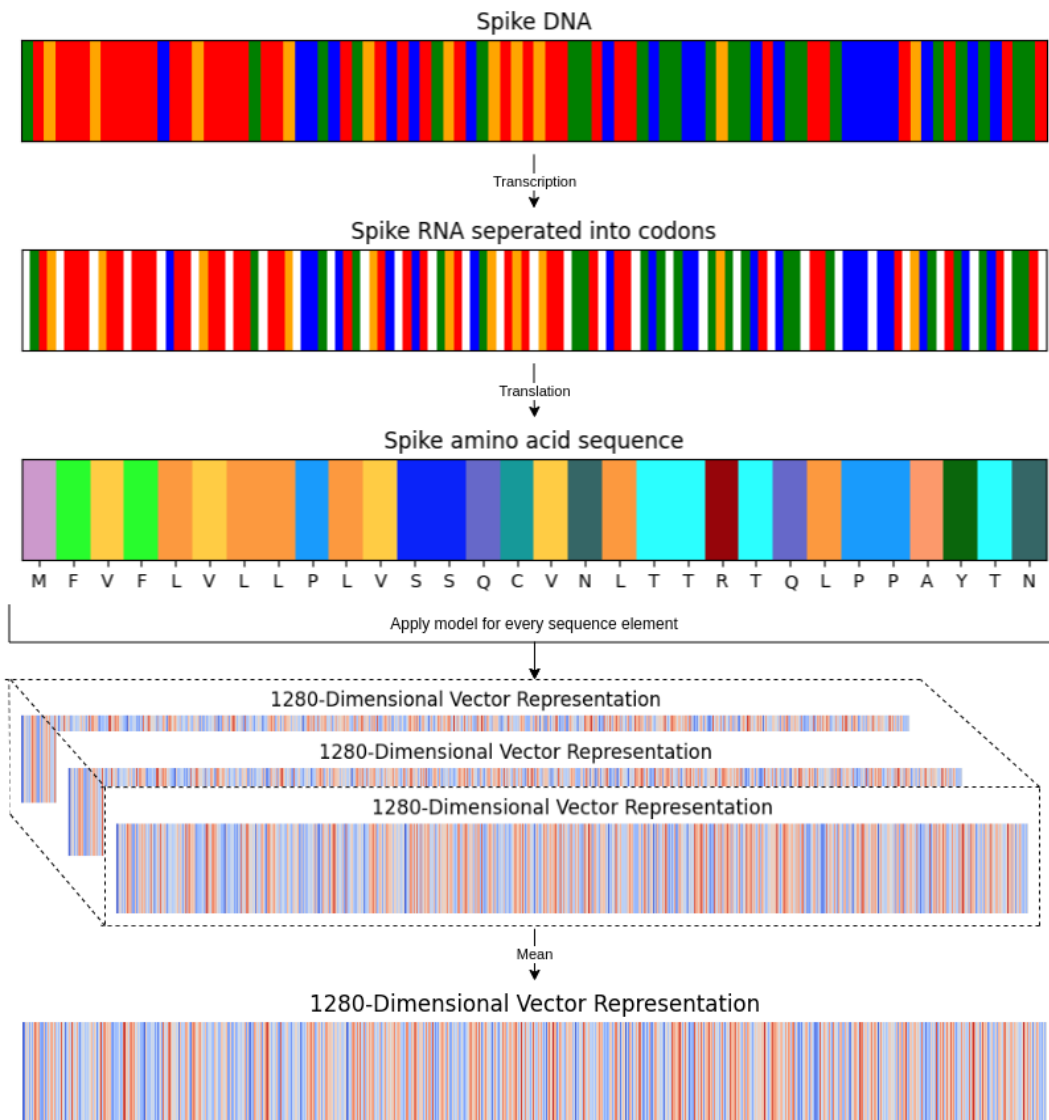 Spike DNA
Transcription
Spike RNA seperated into codons
Translation
Spike amino acid sequence
M F V F L V L L P L V S S Q C V N L T T R T Q L P P A Y T N
Apply model for every sequence element
1280-Dimensional Vector Representation
1280-Dimensional Vector Representation
1280-Dimensional Vector Representation
Mean
1280-Dimensional Vector Representation